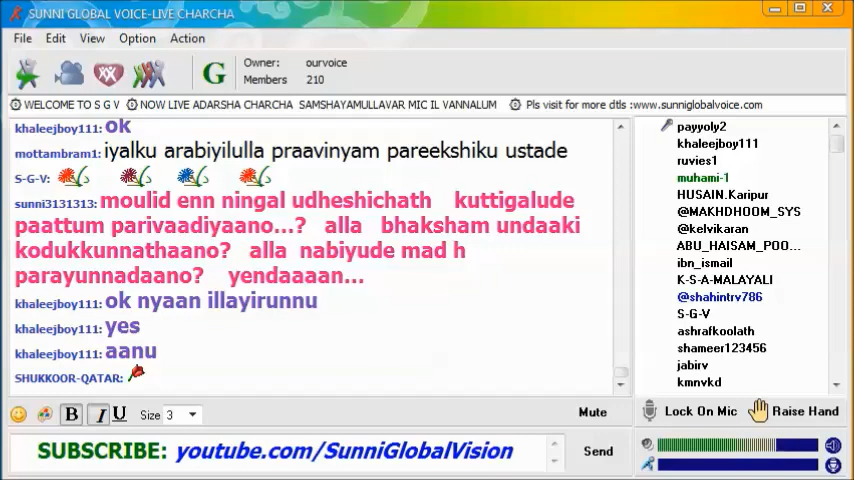 SUNNI GLOBAL VOICE-LIVE CHARCHA
File Edit View Option Action
G Owner: ourvoice
Members 210
WELCOME TO S G V NOW LIVE ADARSHA CHARCHA SAMSHAYAMULLAVAR MIC IL VANNALUM Pls visit for more dtls :www.sunniglobalvoice.com
khaleejboy111: ok
mottambram1: iyalku arabiyilulla praavinyam pareekshiku ustade
S-G-V:
sunni3131313: moulid enn ningal udheshichath kuttigalude
paattum parivaadiyaano...? alla bhaksham undaaki
kodukkunnathaano? alla nabiyude mad h
parayunnadaano? yendaaaan...
khaleejboy111: ok nyaan illayirunnu
khaleejboy111: yes
khaleejboy111: aanu
SHUKKOOR-QATAR:
payyoly2
khaleejboy111
ruvies1
muhami-1
HUSAIN.Karipur
@MAKHDHOOM_SYS
@kelvikaran
ABU_HAISAM_POO...
ibn_ismail
K-S-A-MALAYALI
@shahintrv786
S-G-V
ashrafkoolath
shameer123456
jabirv
kmnvkd
B I U Size 3 Mute
Lock On Mic Raise Hand
SUBSCRIBE: youtube.com/SunniGlobalVision Send